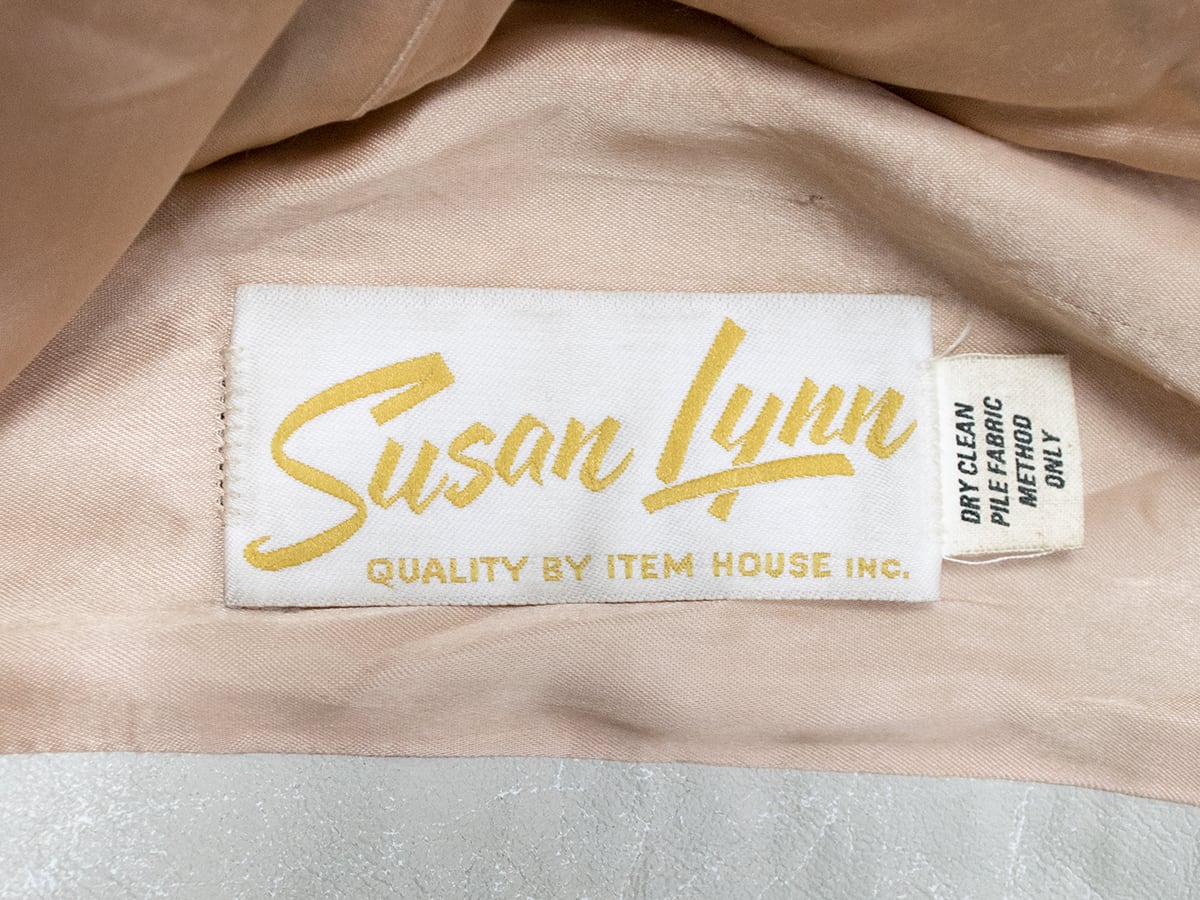 Susan Lynn
QUALITY BY ITEM HOUSE INC.
DRY CLEAN
PILE FABRIC
METHOD
ONLY